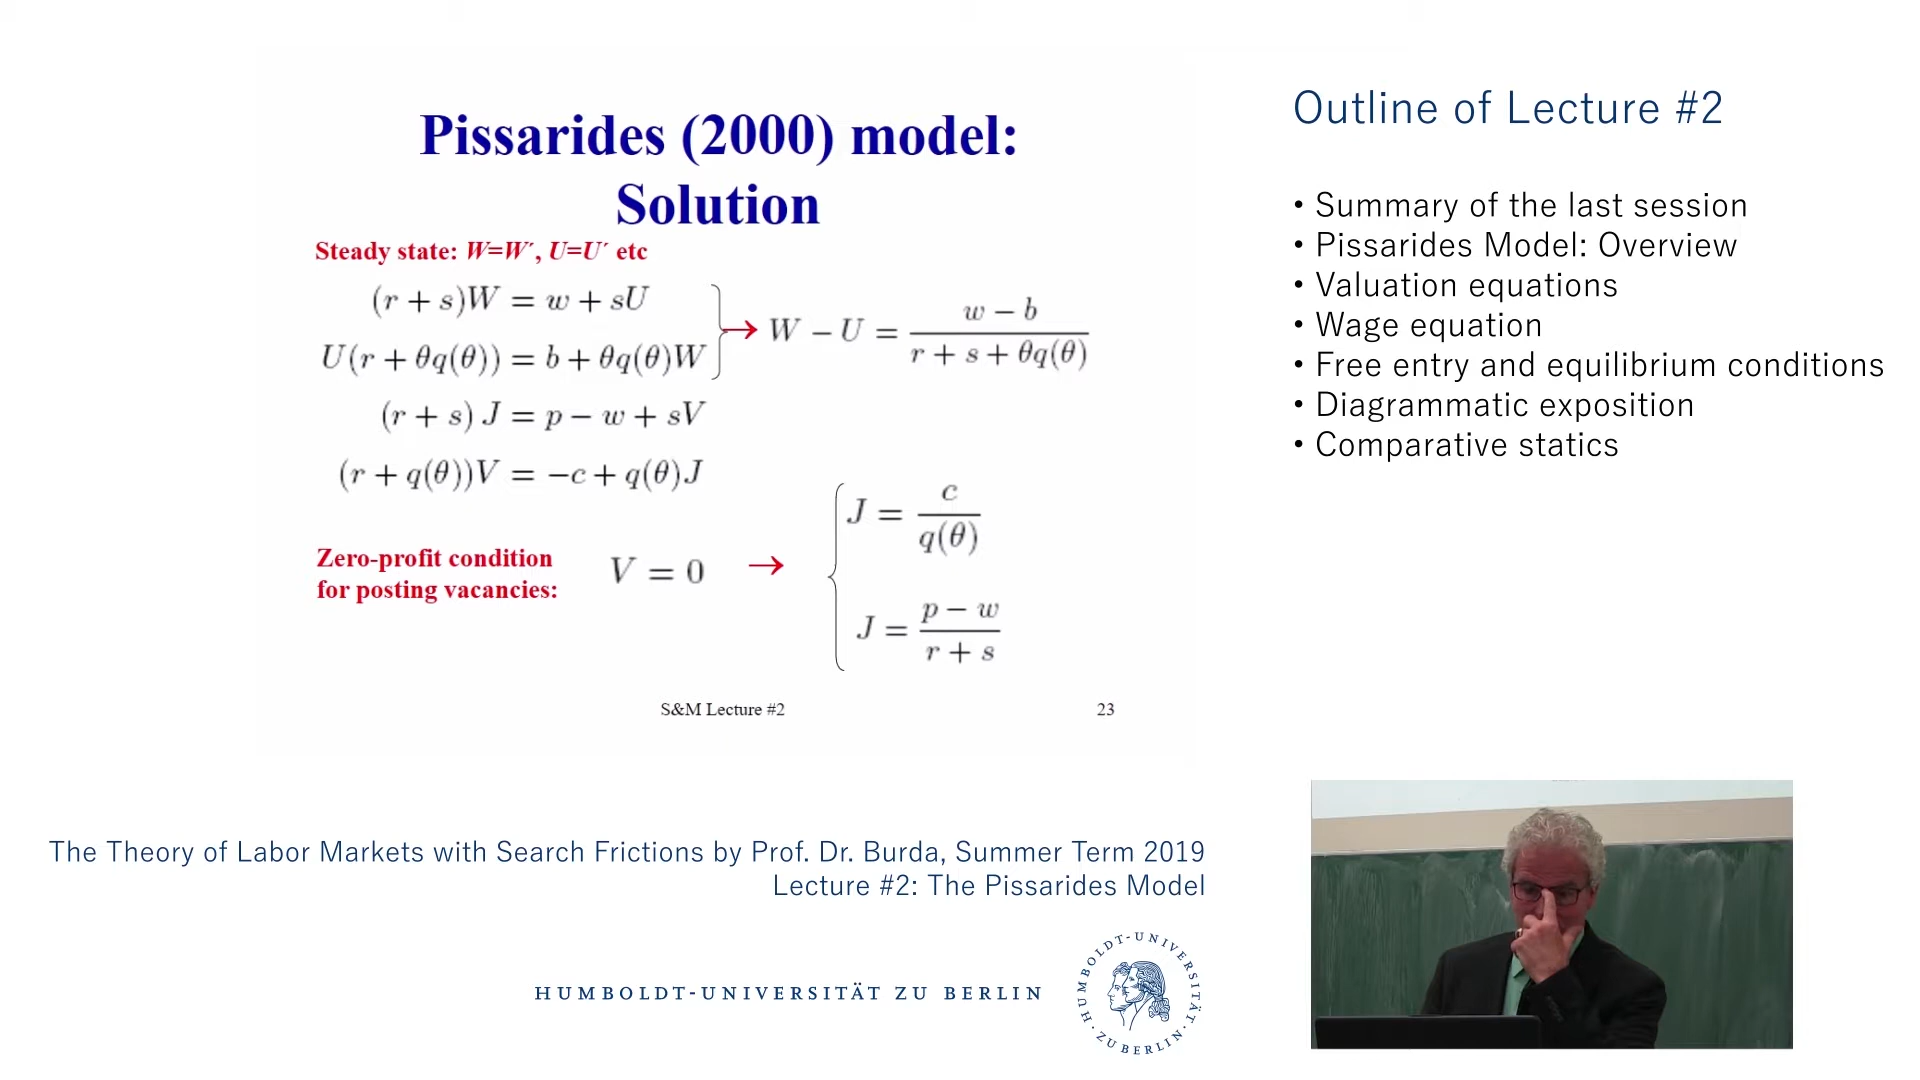 Pissarides (2000) model:
Solution
Steady state: W=W´, U=U´ etc
(r + s)W = w + sU
U(r + θq(θ)) = b + θq(θ)W
W − U = \frac{w − b}{r + s + θq(θ)}
(r + s) J = p − w + sV
(r + q(θ))V = −c + q(θ)J
Zero-profit condition
for posting vacancies:
V = 0 →
J = \frac{c}{q(θ)}
J = \frac{p − w}{r + s}
S&M Lecture #2
23
Outline of Lecture #2
• Summary of the last session
• Pissarides Model: Overview
• Valuation equations
• Wage equation
• Free entry and equilibrium conditions
• Diagrammatic exposition
• Comparative statics
The Theory of Labor Markets with Search Frictions by Prof. Dr. Burda, Summer Term 2019
Lecture #2: The Pissarides Model
HUMBOLDT-UNIVERSITÄT ZU BERLIN
HUMBOLDT-UNIVERSITÄT · ZU BERLIN ·